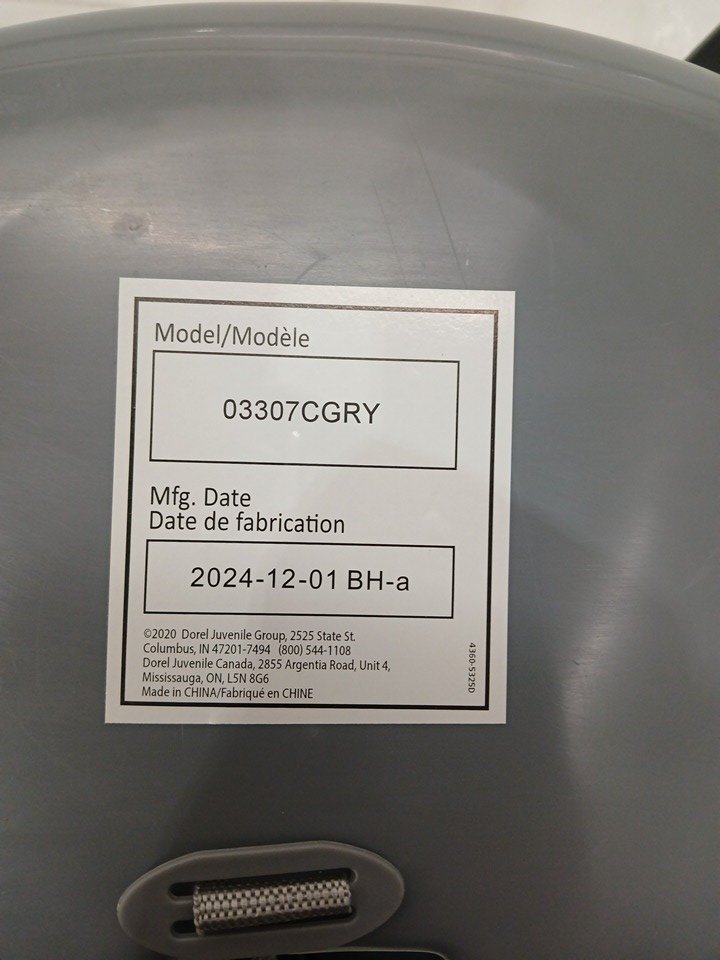 Model/Modèle
03307CGRY
Mfg. Date
Date de fabrication
2024-12-01 BH-a
©2020 Dorel Juvenile Group, 2525 State St.
Columbus, IN 47201-7494 (800) 544-1108
Dorel Juvenile Canada, 2855 Argentia Road, Unit 4,
Mississauga, ON, L5N 8G6
Made in CHINA/Fabriqué en CHINE
4360-5325D